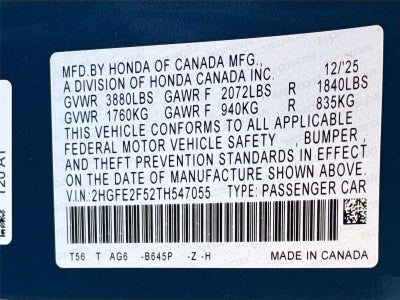 MFD.BY HONDA OF CANADA MFG.,
A DIVISION OF HONDA CANADA INC. 12/'25
GVWR 3880LBS GAWR F 2072LBS R 1840LBS
GVWR 1760KG GAWR F 940KG R 835KG
THIS VEHICLE CONFORMS TO ALL APPLICABLE
FEDERAL MOTOR VEHICLE SAFETY , BUMPER ,
AND THEFT PREVENTION STANDARDS IN EFFECT
ON THE DATE OF MANUFACTURE SHOWN ABOVE.
V.I.N.:2HGFE2F52TH547055 TYPE: PASSENGER CAR
T56 T AG6 -B645P -Z -H
MADE IN CANADA
120 A1